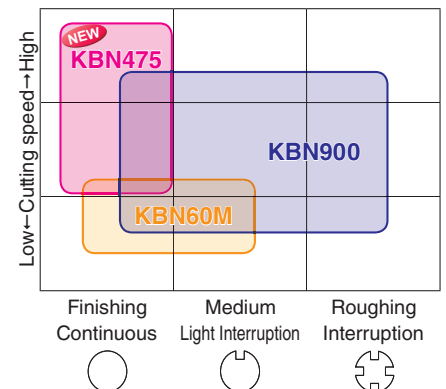 NEW
KBN475
KBN900
KBN60M
Low←Cutting speed→High
Finishing
Continuous
Medium
Light Interruption
Roughing
Interruption